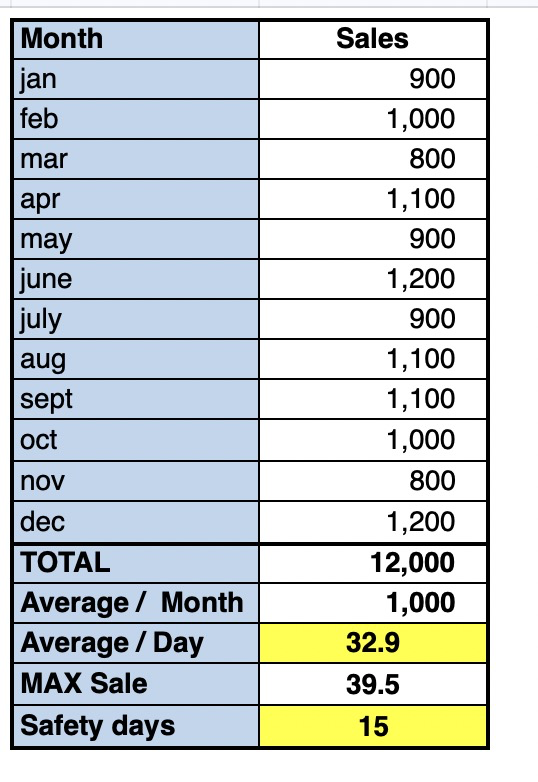 Month Sales
jan 900
feb 1,000
mar 800
apr 1,100
may 900
june 1,200
july 900
aug 1,100
sept 1,100
oct 1,000
nov 800
dec 1,200
TOTAL 12,000
Average / Month 1,000
Average / Day 32.9
MAX Sale 39.5
Safety days 15